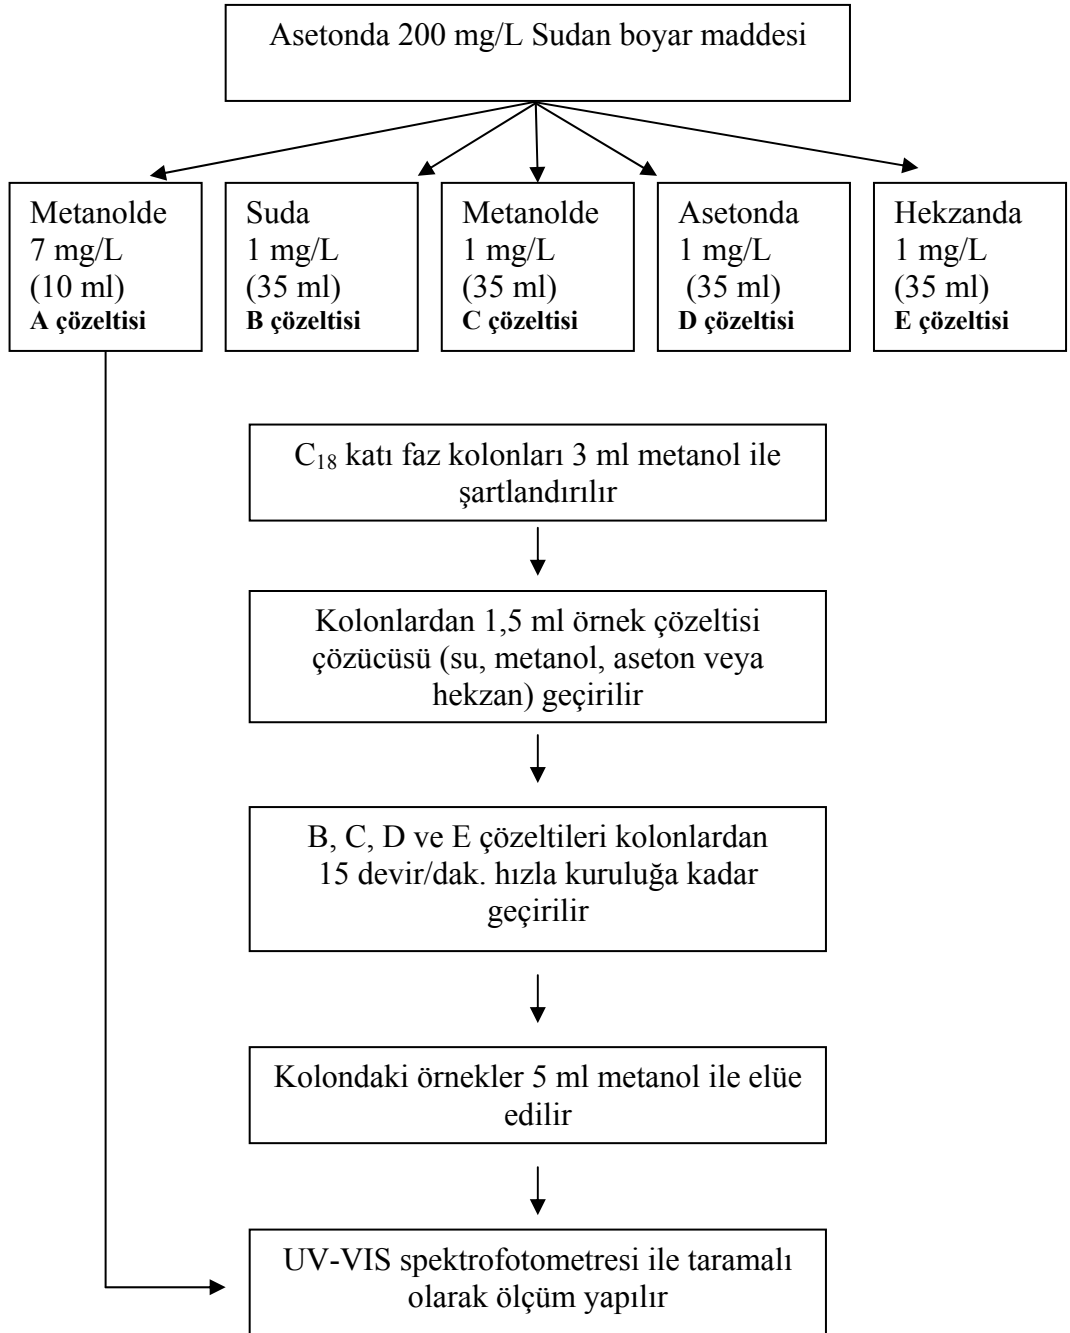 Asetonda 200 mg/L Sudan boyar maddesi
Metanolde
7 mg/L
(10 ml)
A çözeltisi
Suda
1 mg/L
(35 ml)
B çözeltisi
Metanolde
1 mg/L
(35 ml)
C çözeltisi
Asetonda
1 mg/L
(35 ml)
D çözeltisi
Hekzanda
1 mg/L
(35 ml)
E çözeltisi
C₁₈ katı faz kolonları 3 ml metanol ile
şartlandırılır
Kolonlardan 1,5 ml örnek çözeltisi
çözücüsü (su, metanol, aseton veya
hekzan) geçirilir
B, C, D ve E çözeltileri kolonlardan
15 devir/dak. hızla kuruluğa kadar
geçirilir
Kolondaki örnekler 5 ml metanol ile elüe
edilir
UV-VIS spektrofotometresi ile taramalı
olarak ölçüm yapılır